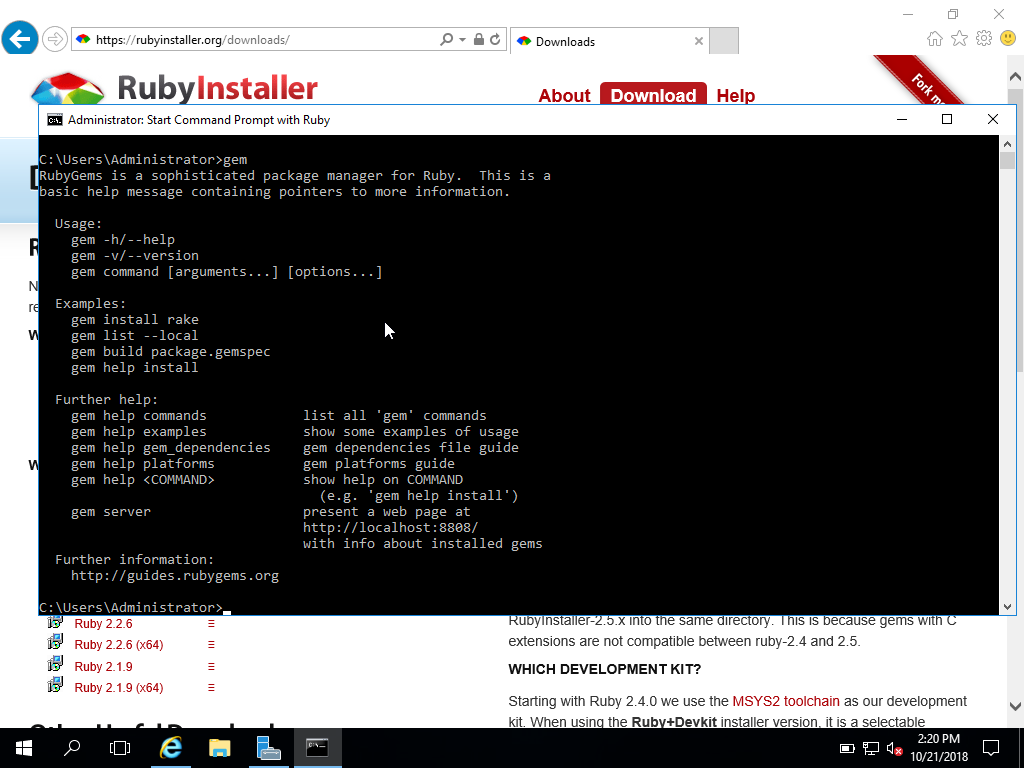 https://rubyinstaller.org/downloads/
Downloads
RubyInstaller
About Download Help
Fork me
Administrator: Start Command Prompt with Ruby
C:\Users\Administrator>gem
RubyGems is a sophisticated package manager for Ruby. This is a
basic help message containing pointers to more information.
Usage:
gem -h/--help
gem -v/--version
gem command [arguments...] [options...]
Examples:
gem install rake
gem list --local
gem build package.gemspec
gem help install
Further help:
gem help commands list all 'gem' commands
gem help examples show some examples of usage
gem help gem_dependencies gem dependencies file guide
gem help platforms gem platforms guide
gem help <COMMAND> show help on COMMAND
(e.g. 'gem help install')
gem server present a web page at
http://localhost:8808/
with info about installed gems
Further information:
http://guides.rubygems.org
C:\Users\Administrator>
Ruby 2.2.6
Ruby 2.2.6 (x64)
Ruby 2.1.9
Ruby 2.1.9 (x64)
RubyInstaller-2.5.x into the same directory. This is because gems with C
extensions are not compatible between ruby-2.4 and 2.5.
WHICH DEVELOPMENT KIT?
Starting with Ruby 2.4.0 we use the MSYS2 toolchain as our development
kit. When using the Ruby+Devkit installer version, it is a selectable
2:20 PM
10/21/2018